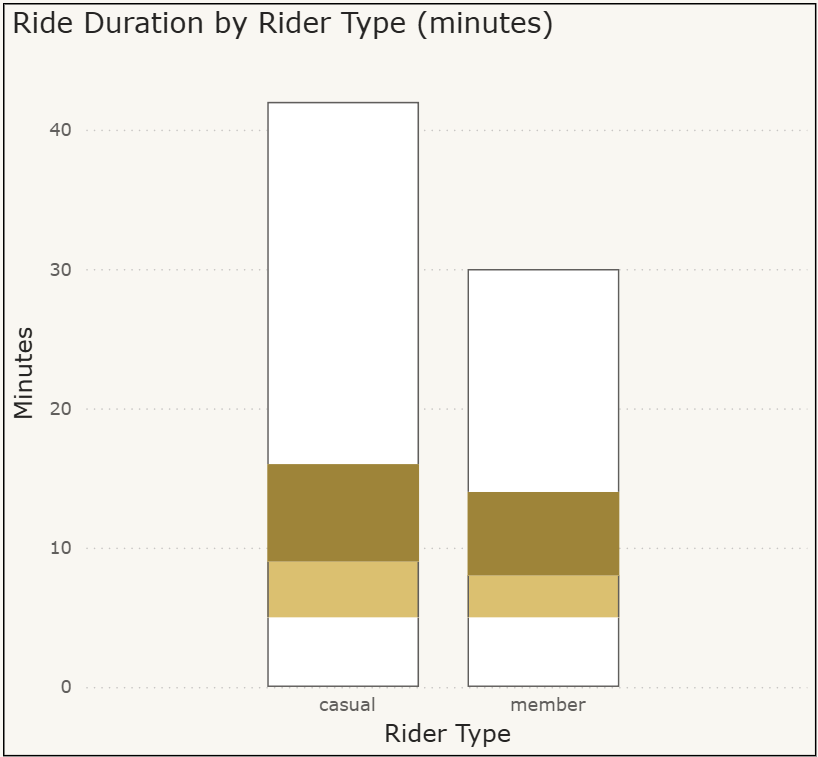 Ride Duration by Rider Type (minutes)
Minutes
40
30
20
10
0
casual
member
Rider Type